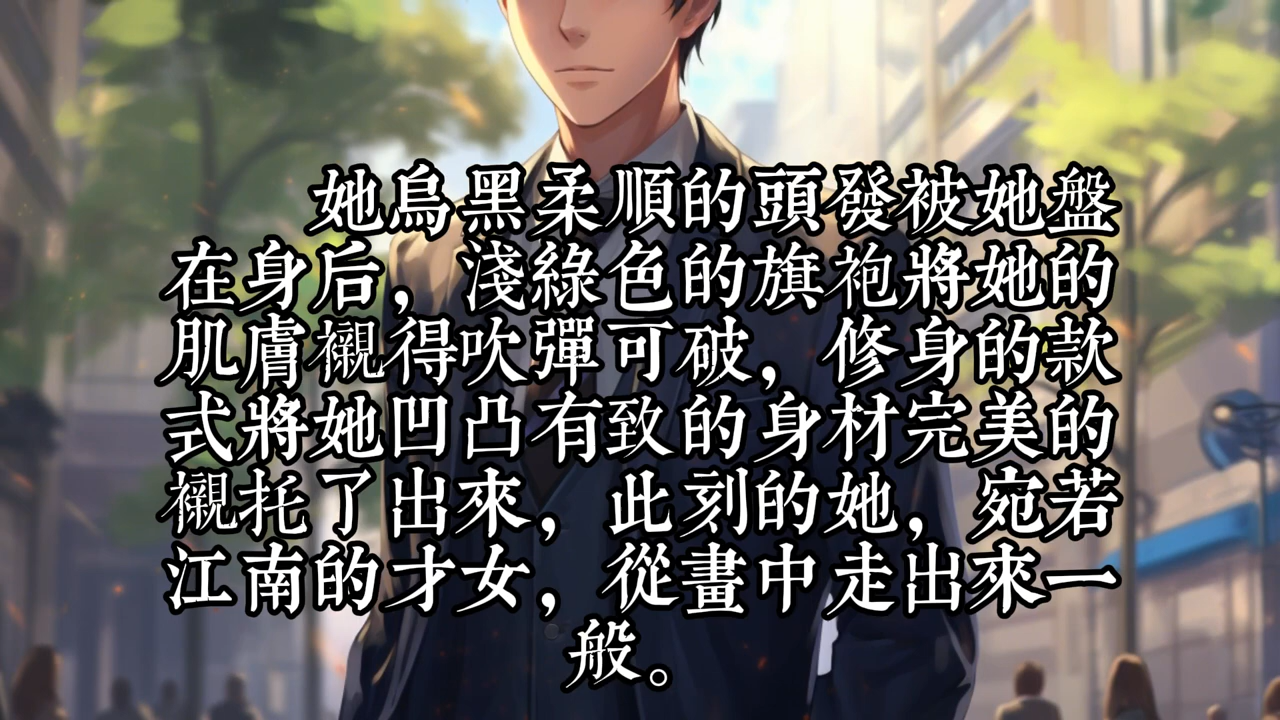 她烏黑柔順的頭發被她盤
在身后，淺綠色的旗袍將她的
肌膚襯得吹彈可破，修身的款
式將她凹凸有致的身材完美的
襯托了出來，此刻的她，宛若
江南的才女，從畫中走出來一
般。